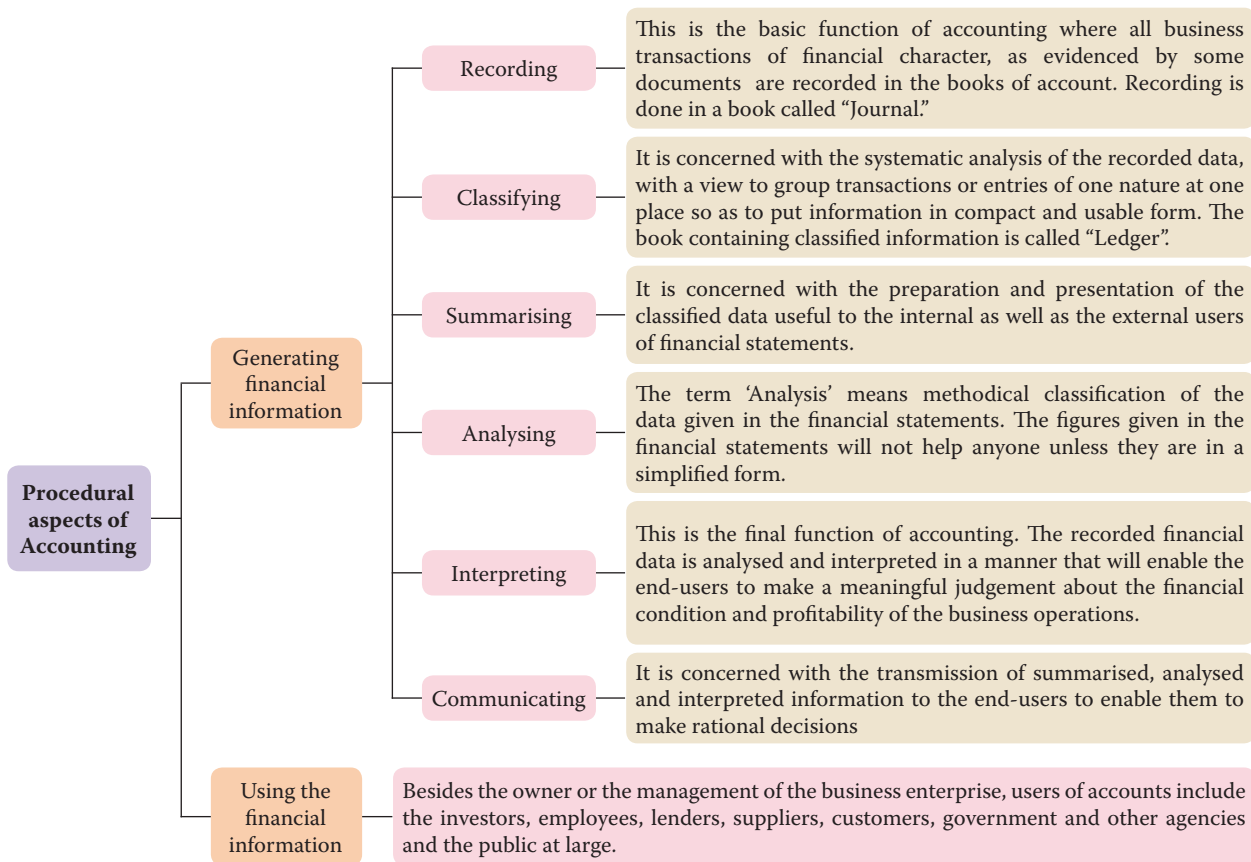 Procedural
aspects of
Accounting
Generating
financial
information
Recording
This is the basic function of accounting where all business
transactions of financial character, as evidenced by some
documents are recorded in the books of account. Recording is
done in a book called “Journal.”
Classifying
It is concerned with the systematic analysis of the recorded data,
with a view to group transactions or entries of one nature at one
place so as to put information in compact and usable form. The
book containing classified information is called “Ledger”.
Summarising
It is concerned with the preparation and presentation of the
classified data useful to the internal as well as the external users
of financial statements.
Analysing
The term ‘Analysis’ means methodical classification of the
data given in the financial statements. The figures given in the
financial statements will not help anyone unless they are in a
simplified form.
Interpreting
This is the final function of accounting. The recorded financial
data is analysed and interpreted in a manner that will enable the
end-users to make a meaningful judgement about the financial
condition and profitability of the business operations.
Communicating
It is concerned with the transmission of summarised, analysed
and interpreted information to the end-users to enable them to
make rational decisions
Using the
financial
information
Besides the owner or the management of the business enterprise, users of accounts include
the investors, employees, lenders, suppliers, customers, government and other agencies
and the public at large.